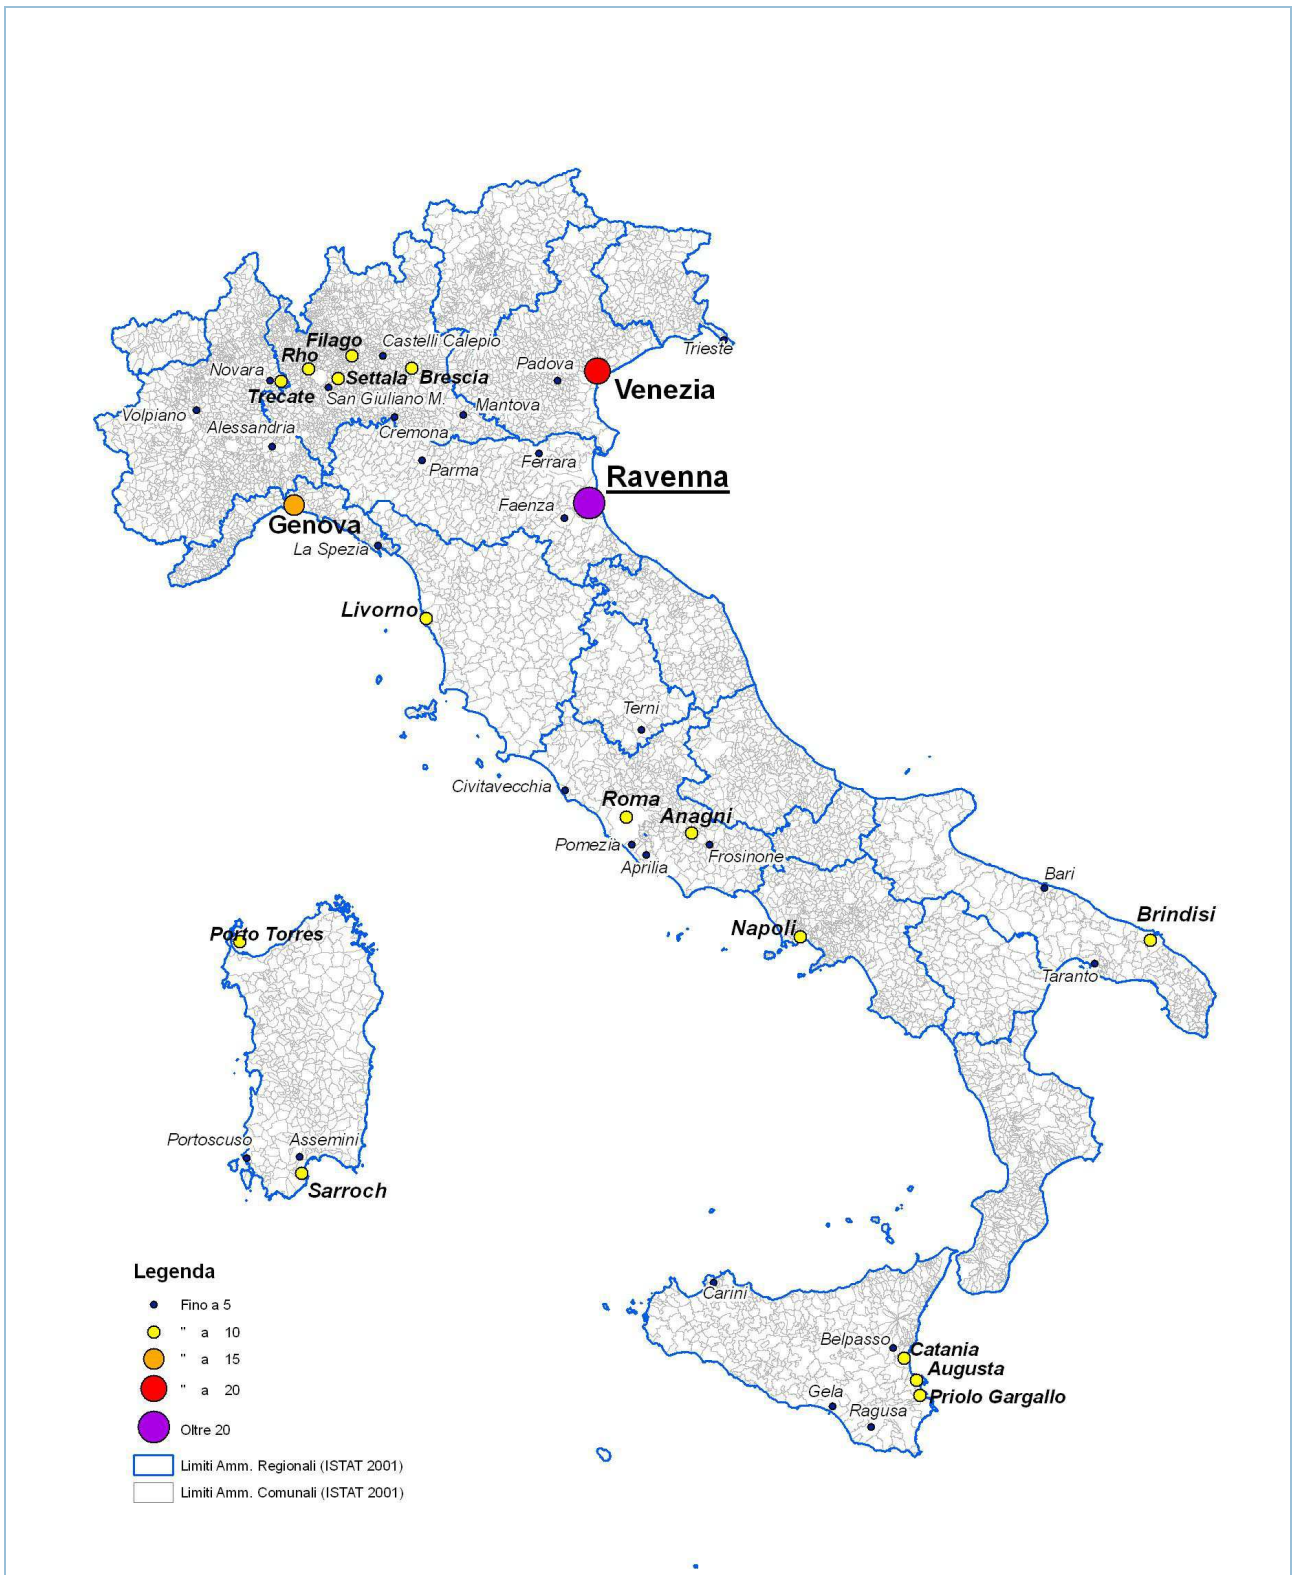 Trieste
Filago
Castelli Calepio
Rho
Padova
Novara
Settala
Brescia
Venezia
Trecate
San Giuliano M.
Mantova
Volpiano
Alessandria
Cremona
Ferrara
Parma
Ravenna
Faenza
Genova
La Spezia
Livorno
Terni
Civitavecchia
Roma
Anagni
Pomezia
Frosinone
Aprilia
Bari
Brindisi
Napoli
Porto Torres
Taranto
Portoscuso
Assemini
Sarroch
Carini
Belpasso
Catania
Augusta
Gela
Priolo Gargallo
Ragusa
Legenda
Fino a 5
" a 10
" a 15
" a 20
Oltre 20
Limiti Amm. Regionali (ISTAT 2001)
Limiti Amm. Comunali (ISTAT 2001)